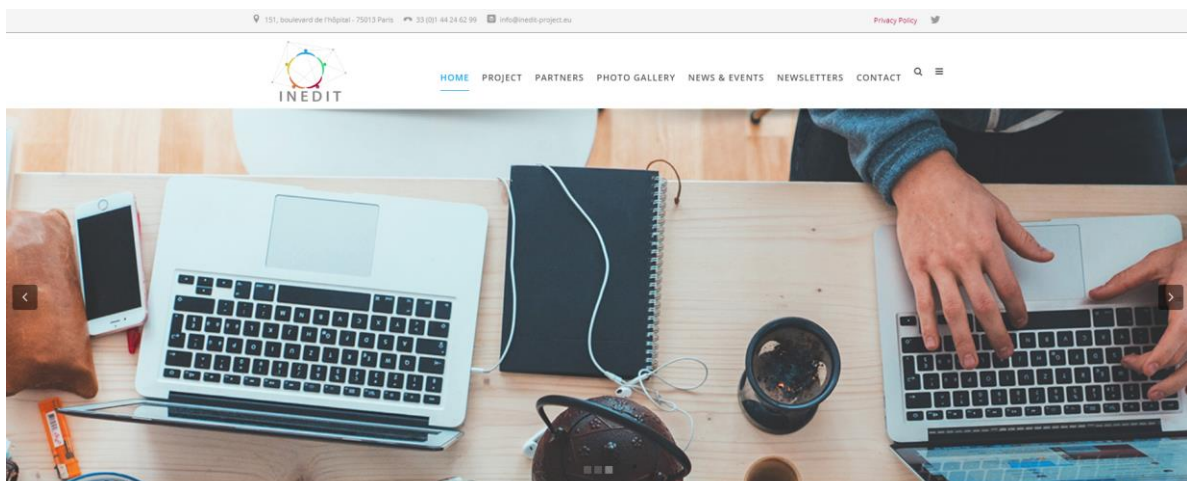 151, boulevard de l'hôpital - 75013 Paris 33 (0)1 44 24 62 99 info@inedit-project.eu Privacy Policy
INEDIT
HOME PROJECT PARTNERS PHOTO GALLERY NEWS & EVENTS NEWSLETTERS CONTACT